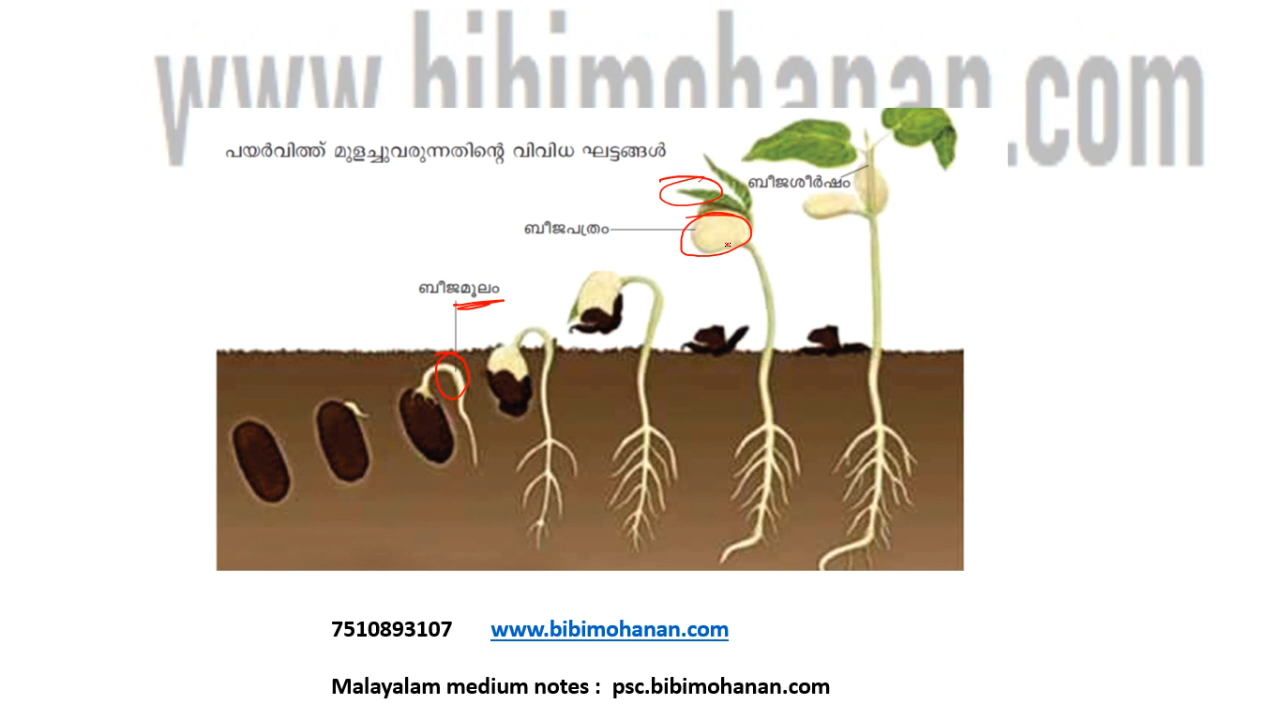 www.bibimohanan.com
പയർവിത്ത് മുളച്ചുവരുന്നതിന്റെ വിവിധ ഘട്ടങ്ങൾ
ബീജശീർഷം
ബീജപത്രം
ബീജമൂലം
7510893107 www.bibimohanan.com
Malayalam medium notes : psc.bibimohanan.com